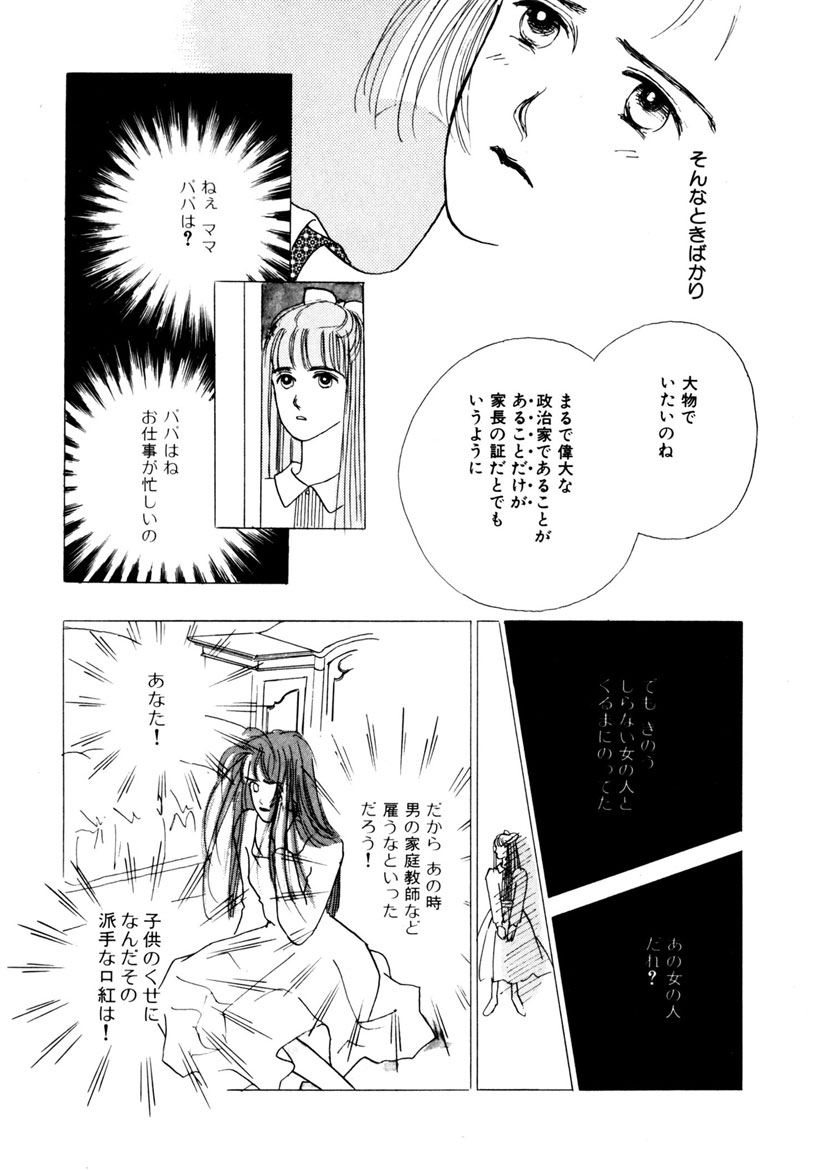 そんなときばかり
大物で
いたいのね
まるで偉大な
政治家であることが
あることだけが
家長の証だとでも
いうように
ねぇ ママ
パパは?
パパはね
お仕事が忙しいの
でも きのう
しらない女の人と
くるまにのってた
あの女の人
だれ?
だから あの時
男の家庭教師など
雇うなといった
だろう!
あなた!
子供のくせに
なんだその
派手な口紅は!